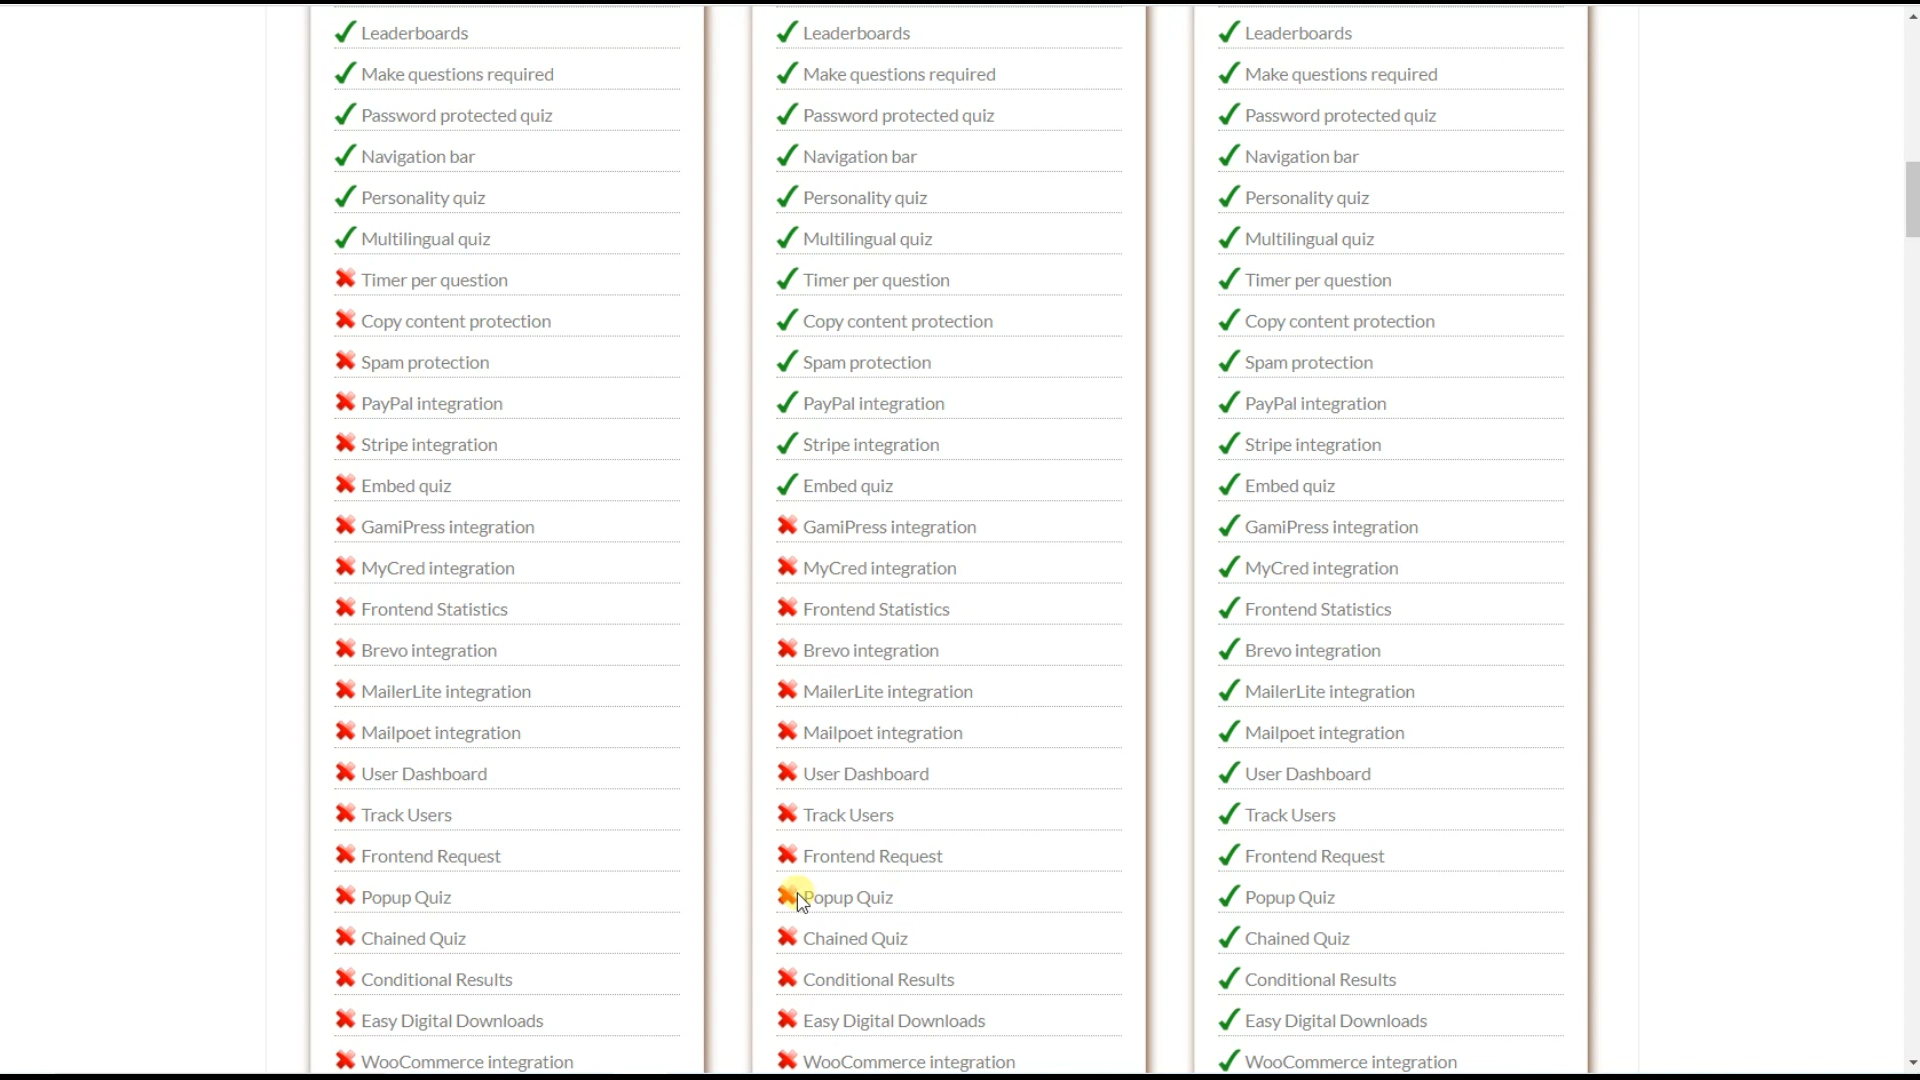 Leaderboards
Make questions required
Password protected quiz
Navigation bar
Personality quiz
Multilingual quiz
Timer per question
Copy content protection
Spam protection
PayPal integration
Stripe integration
Embed quiz
GamiPress integration
MyCred integration
Frontend Statistics
Brevo integration
MailerLite integration
Mailpoet integration
User Dashboard
Track Users
Frontend Request
Popup Quiz
Chained Quiz
Conditional Results
Easy Digital Downloads
WooCommerce integration
Leaderboards
Make questions required
Password protected quiz
Navigation bar
Personality quiz
Multilingual quiz
Timer per question
Copy content protection
Spam protection
PayPal integration
Stripe integration
Embed quiz
GamiPress integration
MyCred integration
Frontend Statistics
Brevo integration
MailerLite integration
Mailpoet integration
User Dashboard
Track Users
Frontend Request
Popup Quiz
Chained Quiz
Conditional Results
Easy Digital Downloads
WooCommerce integration
Leaderboards
Make questions required
Password protected quiz
Navigation bar
Personality quiz
Multilingual quiz
Timer per question
Copy content protection
Spam protection
PayPal integration
Stripe integration
Embed quiz
GamiPress integration
MyCred integration
Frontend Statistics
Brevo integration
MailerLite integration
Mailpoet integration
User Dashboard
Track Users
Frontend Request
Popup Quiz
Chained Quiz
Conditional Results
Easy Digital Downloads
WooCommerce integration